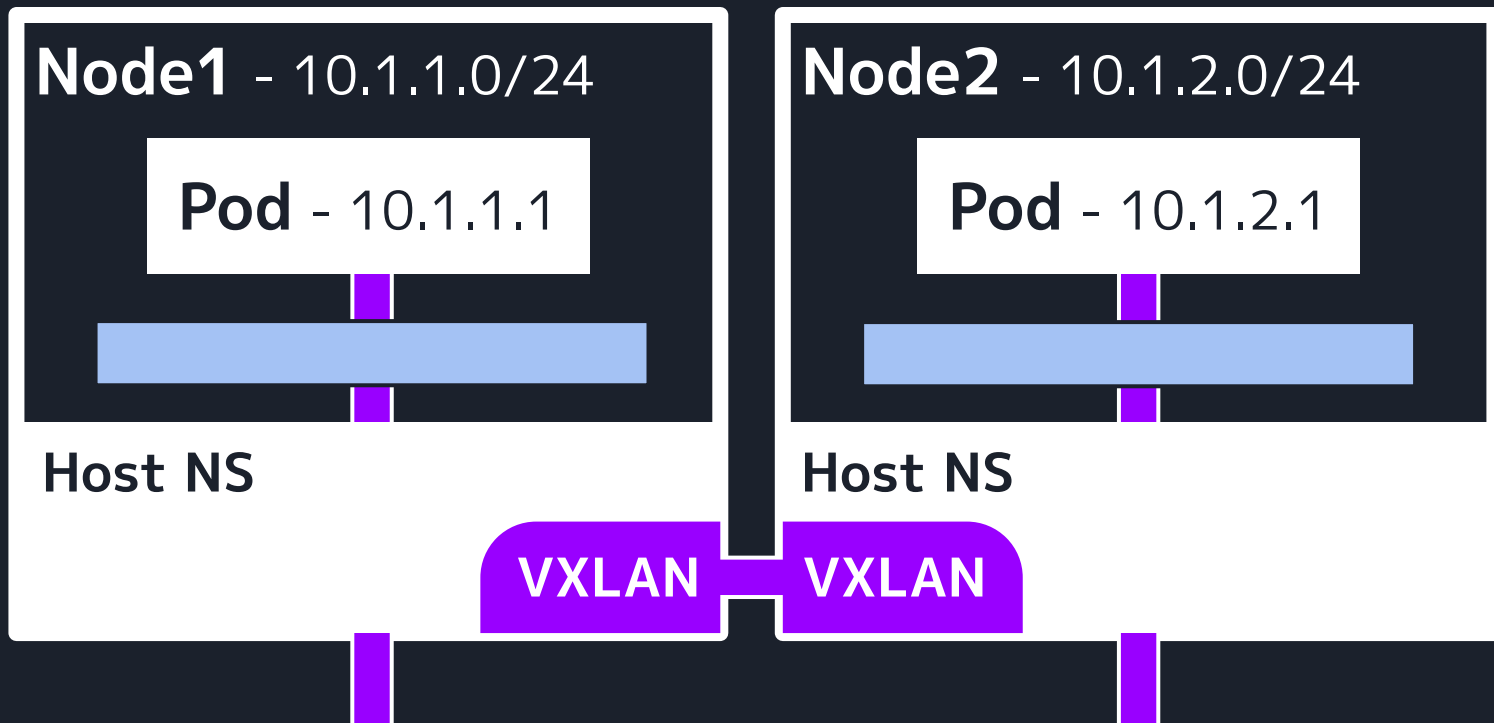 Node1 - 10.1.1.0/24
Pod - 10.1.1.1
Host NS
VXLAN
Node2 - 10.1.2.0/24
Pod - 10.1.2.1
Host NS
VXLAN